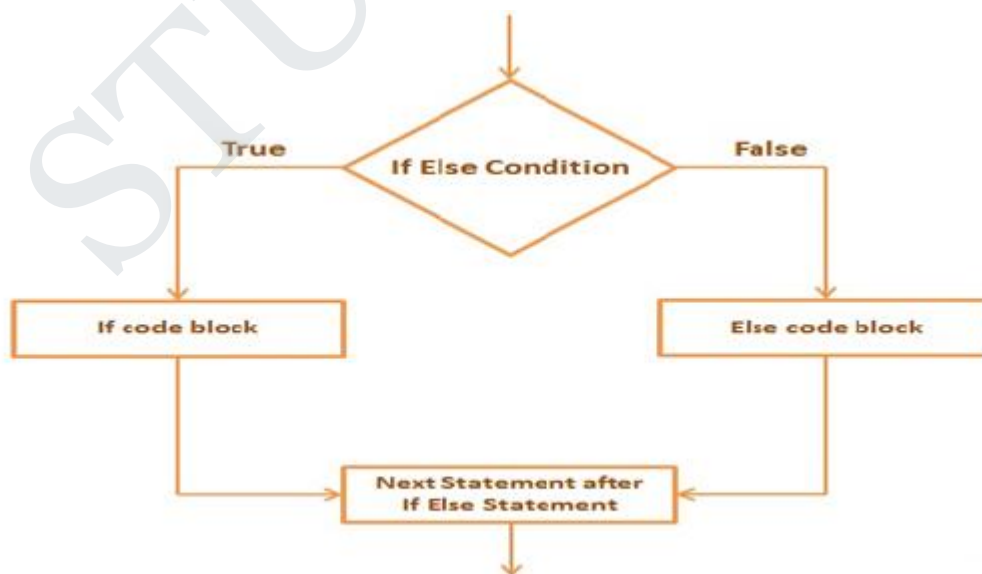 True
False
If Else Condition
If code block
Else code block
Next Statement after
If Else Statement